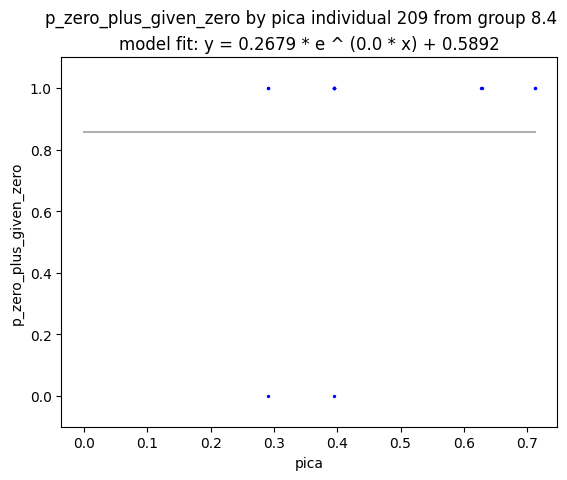 p_zero_plus_given_zero by pica individual 209 from group 8.4
model fit: y = 0.2679 * e ^ (0.0 * x) + 0.5892
1.0
0.8
0.6
0.4
0.2
0.0
p_zero_plus_given_zero
0.0 0.1 0.2 0.3 0.4 0.5 0.6 0.7
pica